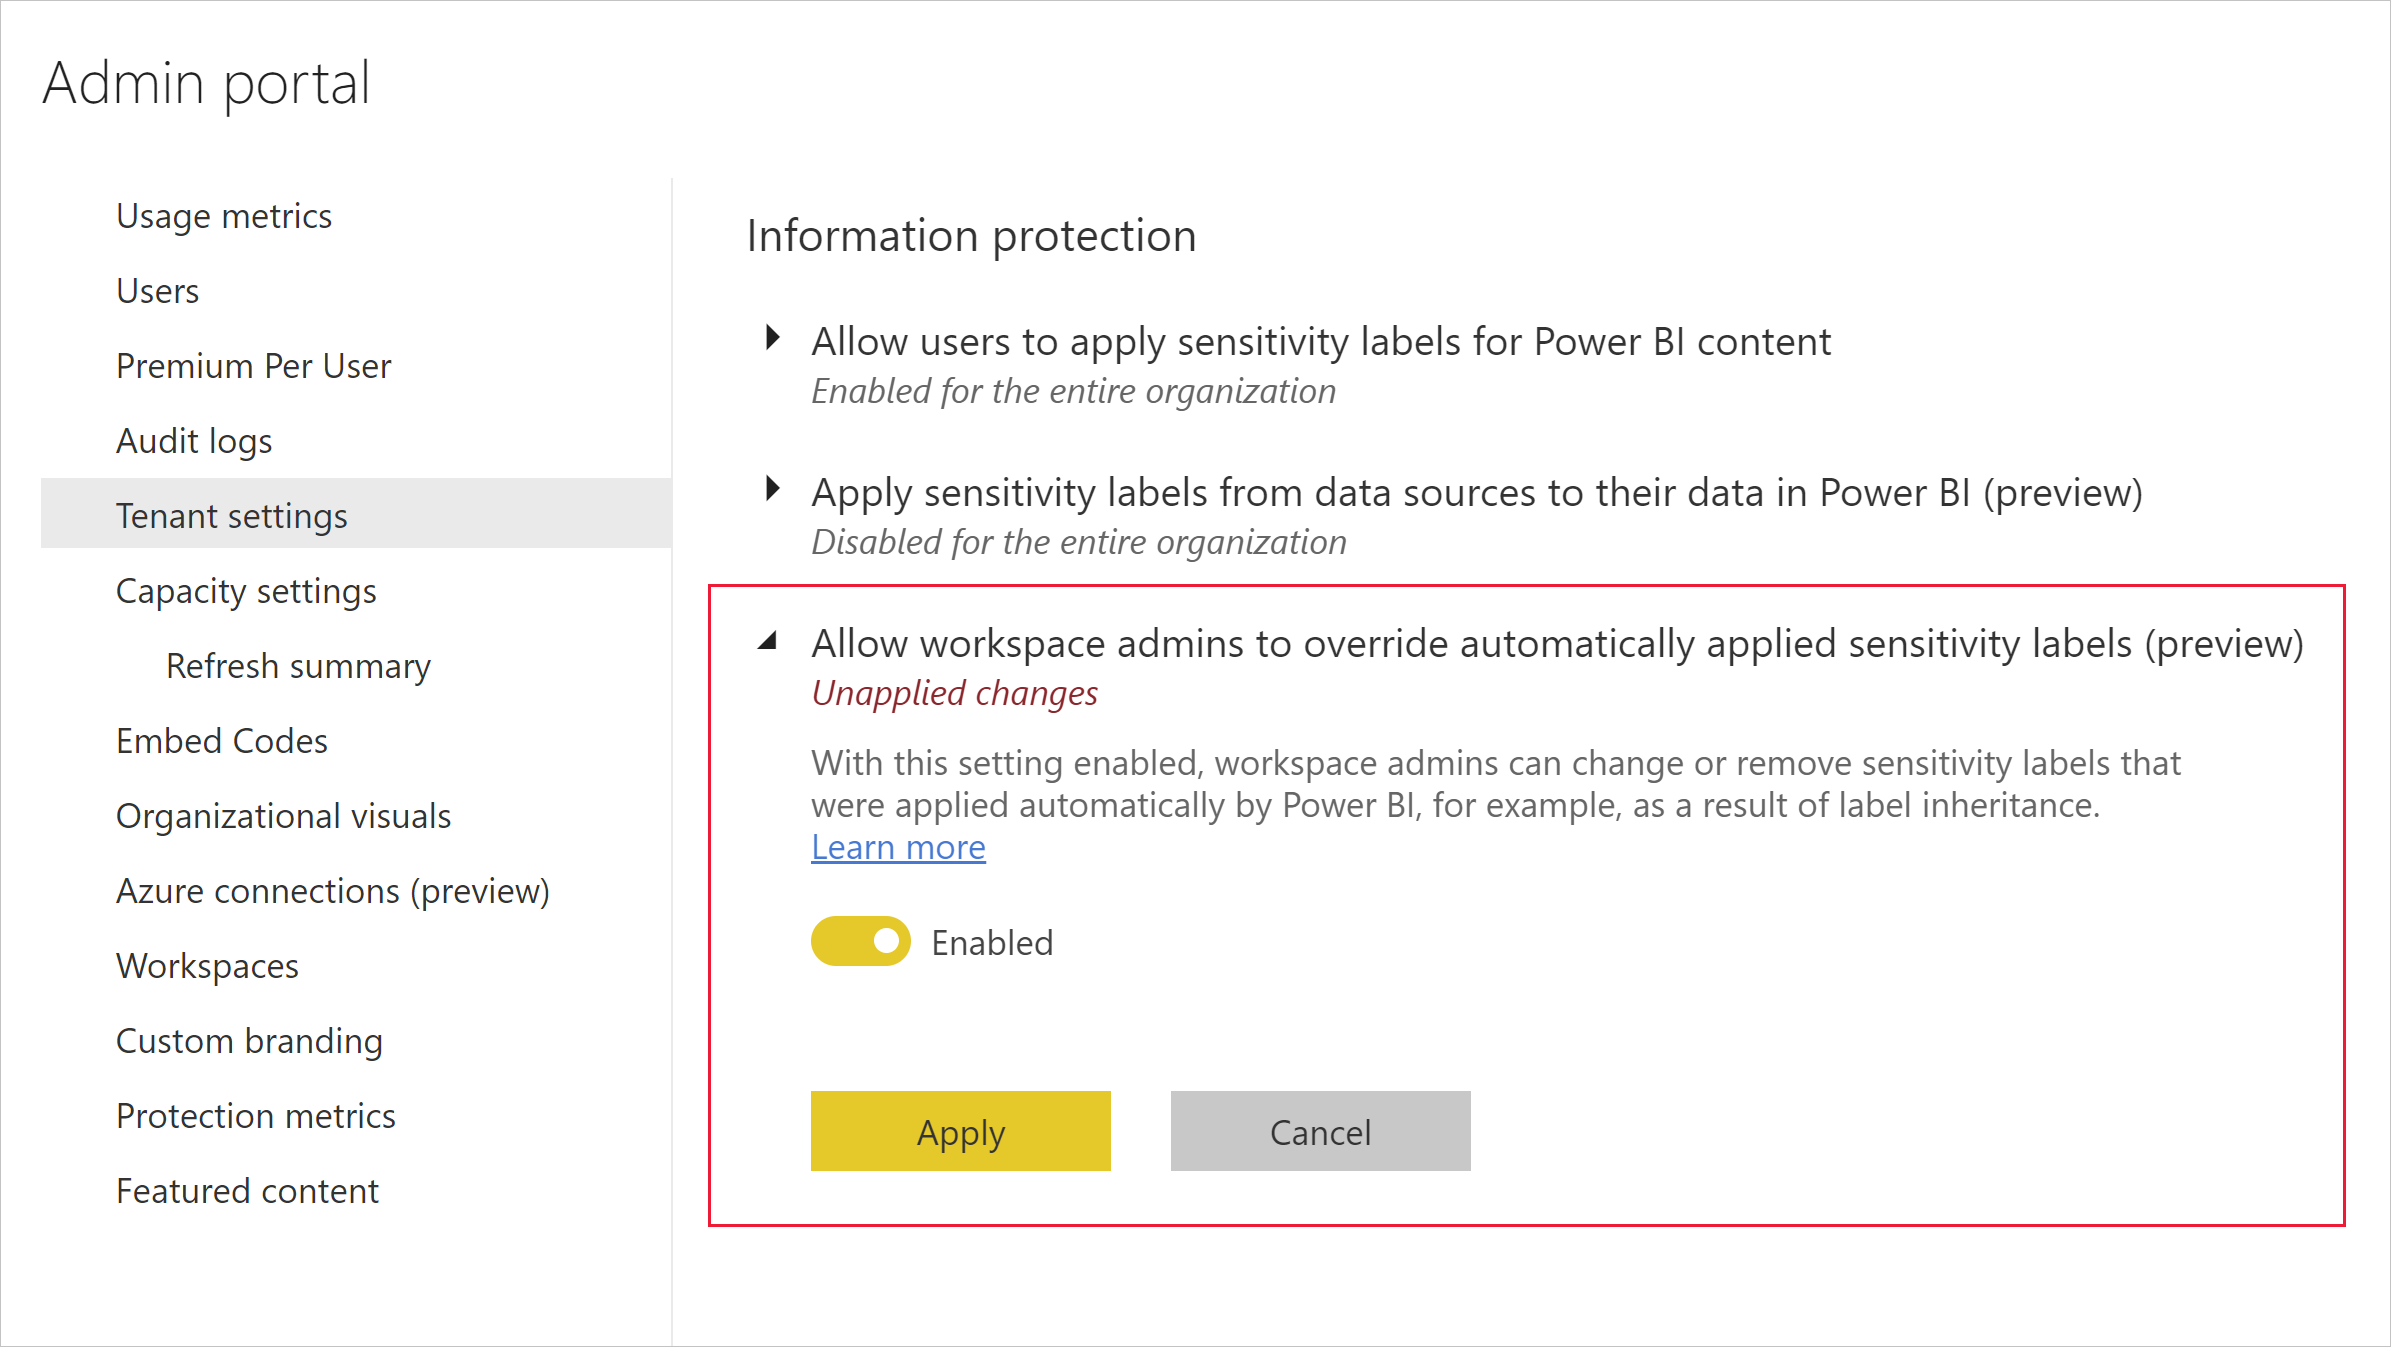 Admin portal
Usage metrics
Users
Premium Per User
Audit logs
Tenant settings
Capacity settings
Refresh summary
Embed Codes
Organizational visuals
Azure connections (preview)
Workspaces
Custom branding
Protection metrics
Featured content
Information protection
Allow users to apply sensitivity labels for Power BI content
Enabled for the entire organization
Apply sensitivity labels from data sources to their data in Power BI (preview)
Disabled for the entire organization
Allow workspace admins to override automatically applied sensitivity labels (preview)
Unapplied changes
With this setting enabled, workspace admins can change or remove sensitivity labels that
were applied automatically by Power BI, for example, as a result of label inheritance.
Learn more
Enabled
Apply
Cancel